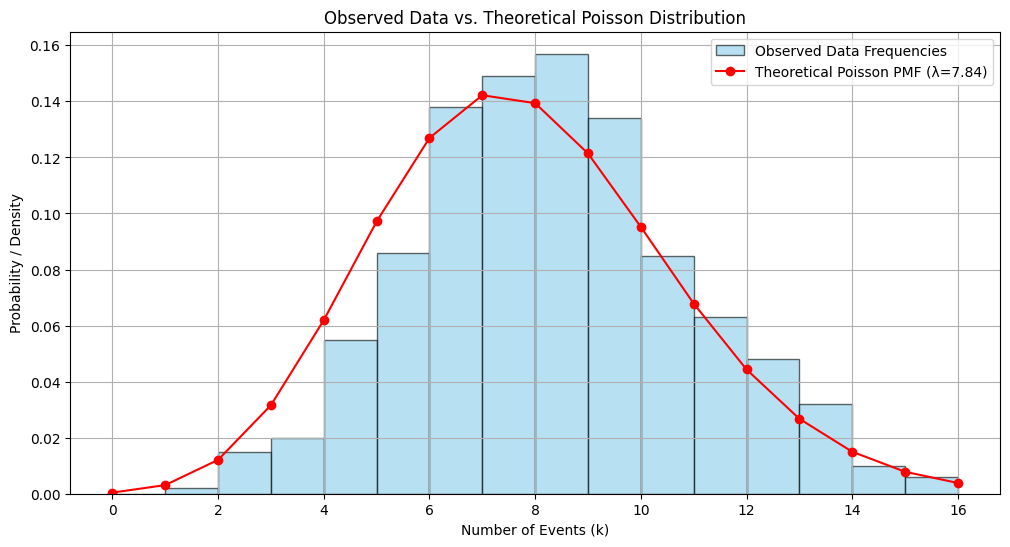 Observed Data vs. Theoretical Poisson Distribution
Observed Data Frequencies
Theoretical Poisson PMF (λ=7.84)
Probability / Density
0.16
0.14
0.12
0.10
0.08
0.06
0.04
0.02
0.00
0 2 4 6 8 10 12 14 16
Number of Events (k)